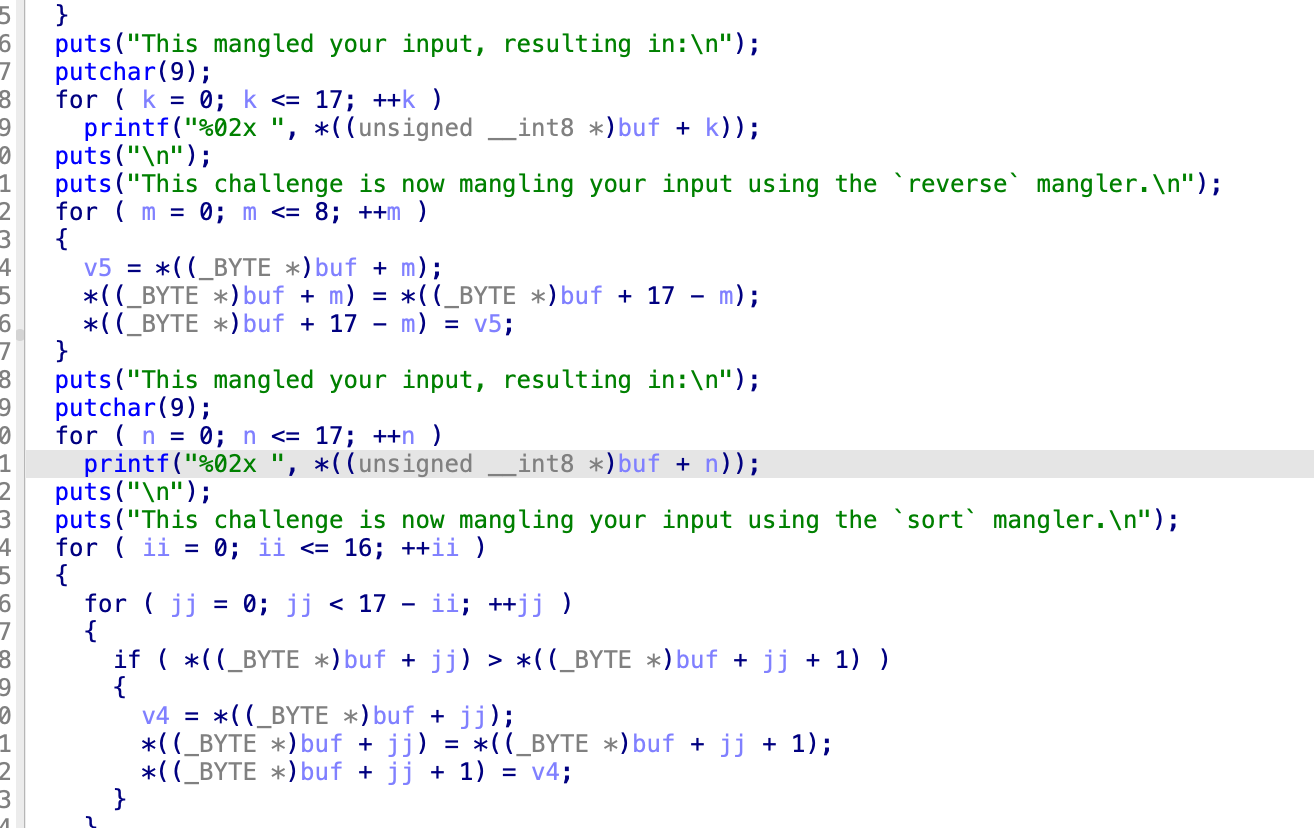 5 }
6 puts("This mangled your input, resulting in:\n");
7 putchar(9);
8 for ( k = 0; k <= 17; ++k )
9 printf("%02x ", *((unsigned __int8 *)buf + k));
0 puts("\n");
1 puts("This challenge is now mangling your input using the `reverse` mangler.\n");
2 for ( m = 0; m <= 8; ++m )
3 {
4 v5 = *((_BYTE *)buf + m);
5 *((_BYTE *)buf + m) = *((_BYTE *)buf + 17 - m);
6 *((_BYTE *)buf + 17 - m) = v5;
7 }
8 puts("This mangled your input, resulting in:\n");
9 putchar(9);
0 for ( n = 0; n <= 17; ++n )
1 printf("%02x ", *((unsigned __int8 *)buf + n));
2 puts("\n");
3 puts("This challenge is now mangling your input using the `sort` mangler.\n");
4 for ( ii = 0; ii <= 16; ++ii )
5 {
6 for ( jj = 0; jj < 17 - ii; ++jj )
7 {
8 if ( *((_BYTE *)buf + jj) > *((_BYTE *)buf + jj + 1) )
9 {
0 v4 = *((_BYTE *)buf + jj);
1 *((_BYTE *)buf + jj) = *((_BYTE *)buf + jj + 1);
2 *((_BYTE *)buf + jj + 1) = v4;
3 }
4 }